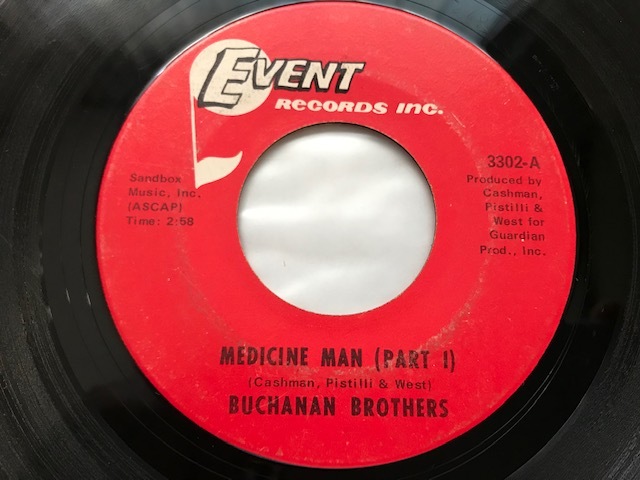 EVENT
RECORDS INC.
Sandbox
Music, Inc.
(ASCAP)
Time: 2:58
3302-A
Produced by
Cashman,
Pistilli &
West for
Guardian
Prod., Inc.
MEDICINE MAN (PART I)
(Cashman, Pistilli & West)
BUCHANAN BROTHERS